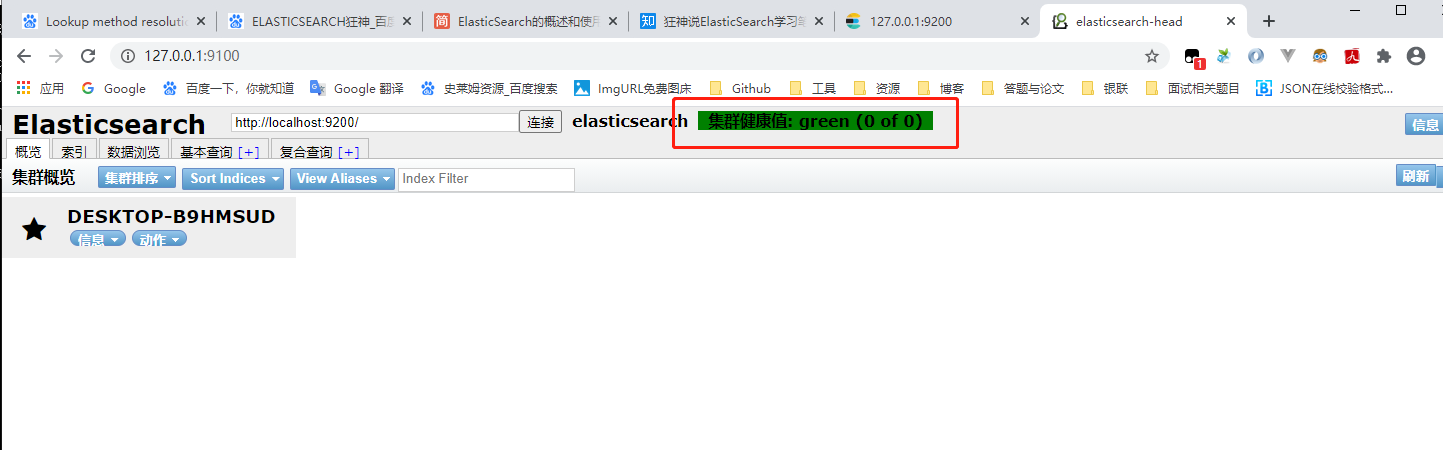 Lookup method resolutio
ELASTICSEARCH狂神_百度
ElasticSearch的概述和使用
狂神说ElasticSearch学习笔
127.0.0.1:9200
elasticsearch-head
127.0.0.1:9100
1
应用
Google
百度一下，你就知道
Google 翻译
史莱姆资源_百度搜索
ImgURL免费图床
Github
工具
资源
博客
答题与论文
银联
面试相关题目
JSON在线校验格式...
Elasticsearch
http://localhost:9200/
连接
elasticsearch
集群健康值: green (0 of 0)
信息
概览
索引
数据浏览
基本查询 [+]
复合查询 [+]
集群概览
集群排序
Sort Indices
View Aliases
Index Filter
刷新
DESKTOP-B9HMSUD
信息
动作